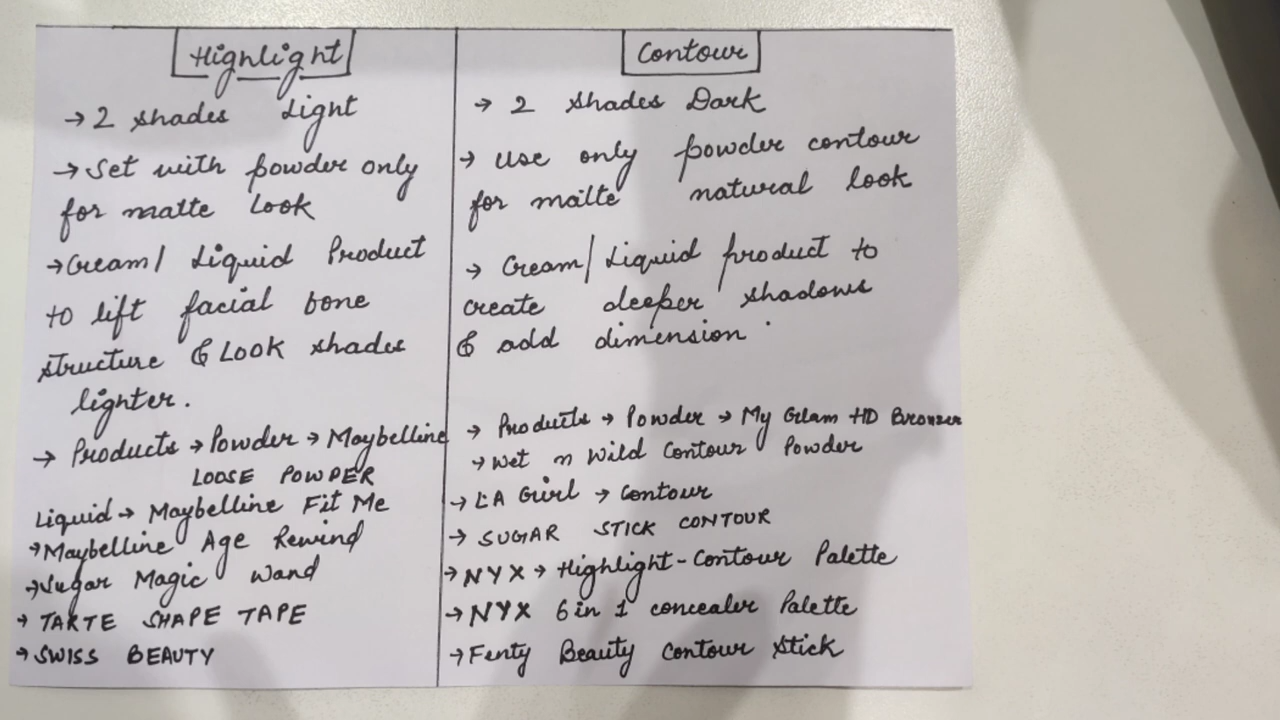 Highlight
→ 2 shades Light
→ Set with powder only
for matte Look
→ Cream/ Liquid Product
to lift facial bone
structure & Look shades
lighter.
→ Products → Powder → Maybelline
LOOSE POWDER
Liquid → Maybelline Fit Me
→ Maybelline Age Rewind
→ Sugar Magic Wand
→ TARTE SHAPE TAPE
→ SWISS BEAUTY
Contour
→ 2 shades Dark
→ Use only powder contour
for matte natural look
→ Cream/ Liquid product to
create deeper shadows
& add dimension
→ Products → Powder → My Glam HD Bronzer
→ Wet n Wild Contour Powder
→ LA Girl → Contour
→ SUGAR STICK CONTOUR
→ NYX → Highlight-Contour Palette
→ NYX 6 in 1 concealer Palette
→ Fenty Beauty Contour Stick